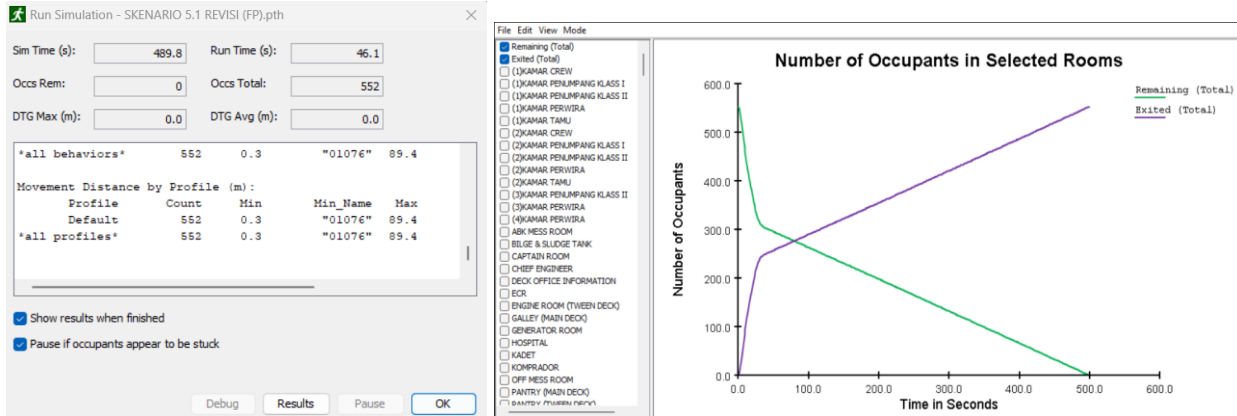 Run Simulation - SKENARIO 5.1 REVISI (FP).pth
Sim Time (s): 489.8 Run Time (s): 46.1
Occs Rem: 0 Occs Total: 552
DTG Max (m): 0.0 DTG Avg (m): 0.0
*all behaviors* 552 0.3 "01076" 89.4
Movement Distance by Profile (m):
Profile Count Min Min_Name Max
Default 552 0.3 "01076" 89.4
*all profiles* 552 0.3 "01076" 89.4
Show results when finished
Pause if occupants appear to be stuck
Debug Results Pause OK
File Edit View Mode
Remaining (Total)
Exited (Total)
(1)KAMAR CREW
(1)KAMAR PENUMPANG KLASS I
(1)KAMAR PENUMPANG KLASS II
(1)KAMAR PERWIRA
(1)KAMAR TAMU
(2)KAMAR CREW
(2)KAMAR PENUMPANG KLASS I
(2)KAMAR PENUMPANG KLASS II
(2)KAMAR PERWIRA
(2)KAMAR TAMU
(3)KAMAR PENUMPANG KLASS II
(3)KAMAR PERWIRA
(4)KAMAR PERWIRA
ABK MESS ROOM
BILGE & SLUDGE TANK
CAPTAIN ROOM
CHIEF ENGINEER
DECK OFFICE INFORMATION
ECR
ENGINE ROOM (TWEEN DECK)
GALLEY (MAIN DECK)
GENERATOR ROOM
HOSPITAL
KADET
KOMPRADOR
OFF MESS ROOM
PANTRY (MAIN DECK)
PANTRY (TWEEN DECK)
Number of Occupants in Selected Rooms
Remaining (Total)
Exited (Total)
Number of Occupants
600.0
500.0
400.0
300.0
200.0
100.0
0.0
0.0 100.0 200.0 300.0 400.0 500.0 600.0
Time in Seconds